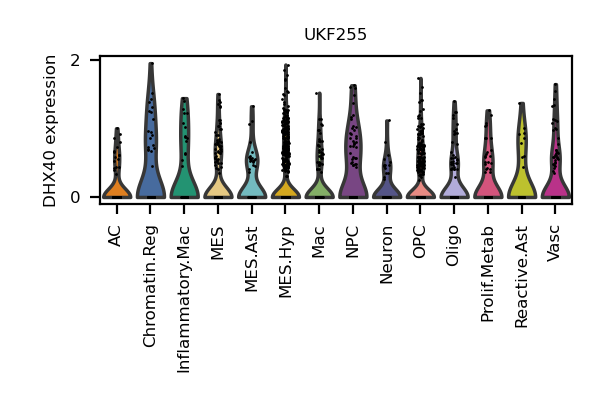 UKF255
DHX40 expression
2
0
AC
Chromatin.Reg
Inflammatory.Mac
MES
MES.Ast
MES.Hyp
Mac
NPC
Neuron
OPC
Oligo
Prolif.Metab
Reactive.Ast
Vasc